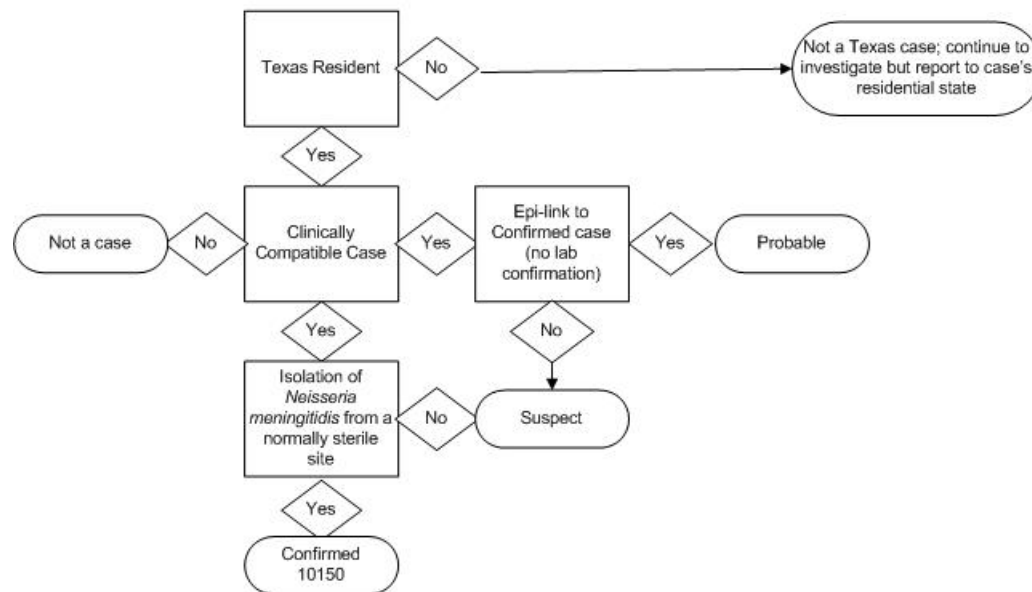 Texas Resident
No
Not a Texas case; continue to
investigate but report to case's
residential state
Yes
Not a case
No
Clinically
Compatible Case
Yes
Epi-link to
Confirmed case
(no lab
confirmation)
Yes
Probable
Yes
No
Isolation of
Neisseria
meningitidis from a
normally sterile
site
No
Suspect
Yes
Confirmed
10150